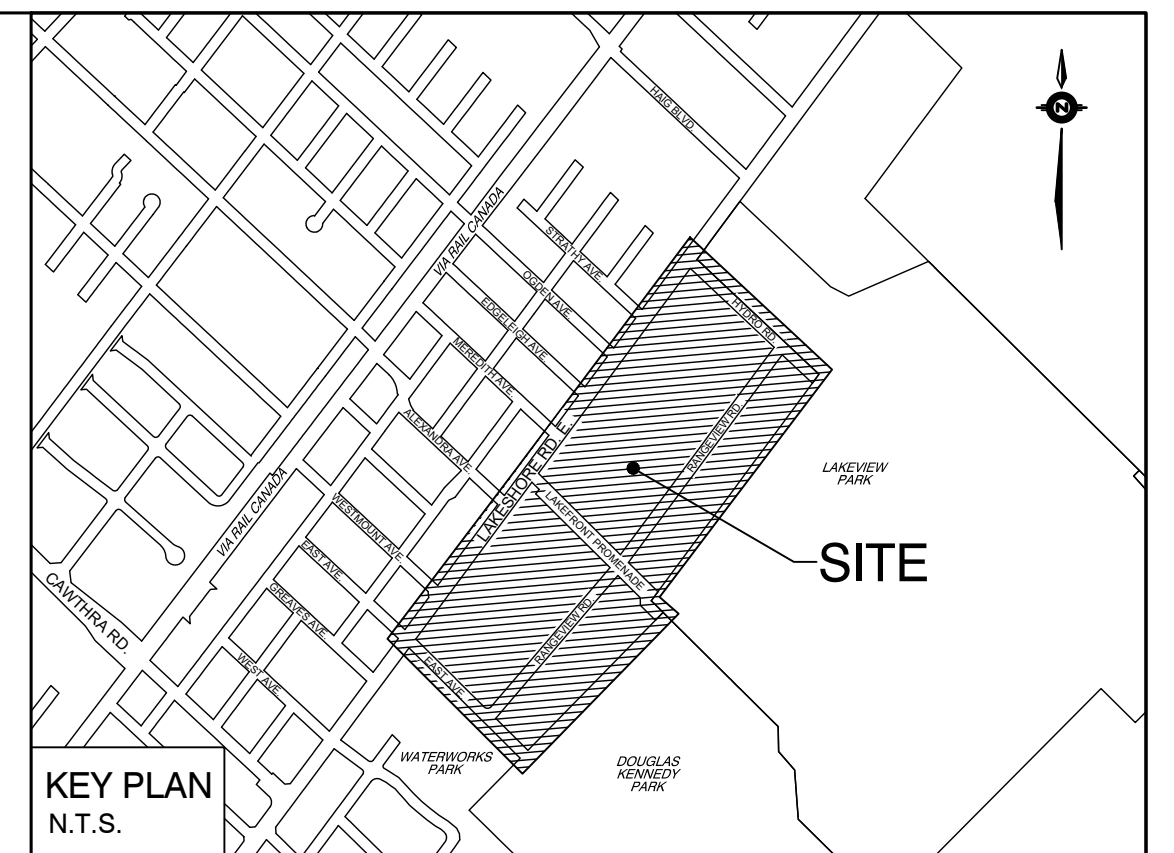 HAIG BLVD.
N
VIA RAIL CANADA
STRATHY AVE.
OGDEN AVE.
EDGELEIGH AVE.
MEREDITH AVE.
HYDRO RD.
ALEXANDRA AVE.
LAKESHORE RD. E.
RANGEVIEW RD.
LAKEVIEW
PARK
VIA RAIL CANADA
WESTMOUNT AVE.
LAKEFRONT PROMENADE
SITE
EAST AVE.
GREAVES AVE.
CAWTHRA RD.
WEST AVE.
RANGEVIEW RD.
EAST AVE.
WATERWORKS
PARK
DOUGLAS
KENNEDY
PARK
KEY PLAN
N.T.S.